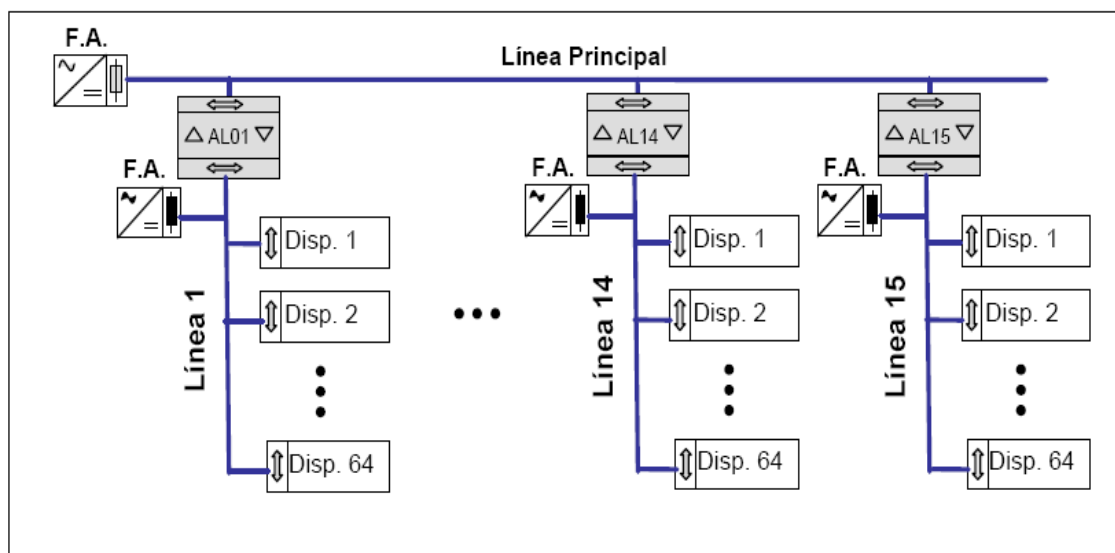 F.A.
Línea Principal
AL01
AL14
AL15
F.A.
F.A.
F.A.
Línea 1
Disp. 1
Disp. 2
Disp. 64
Línea 14
Disp. 1
Disp. 2
Disp. 64
Línea 15
Disp. 1
Disp. 2
Disp. 64